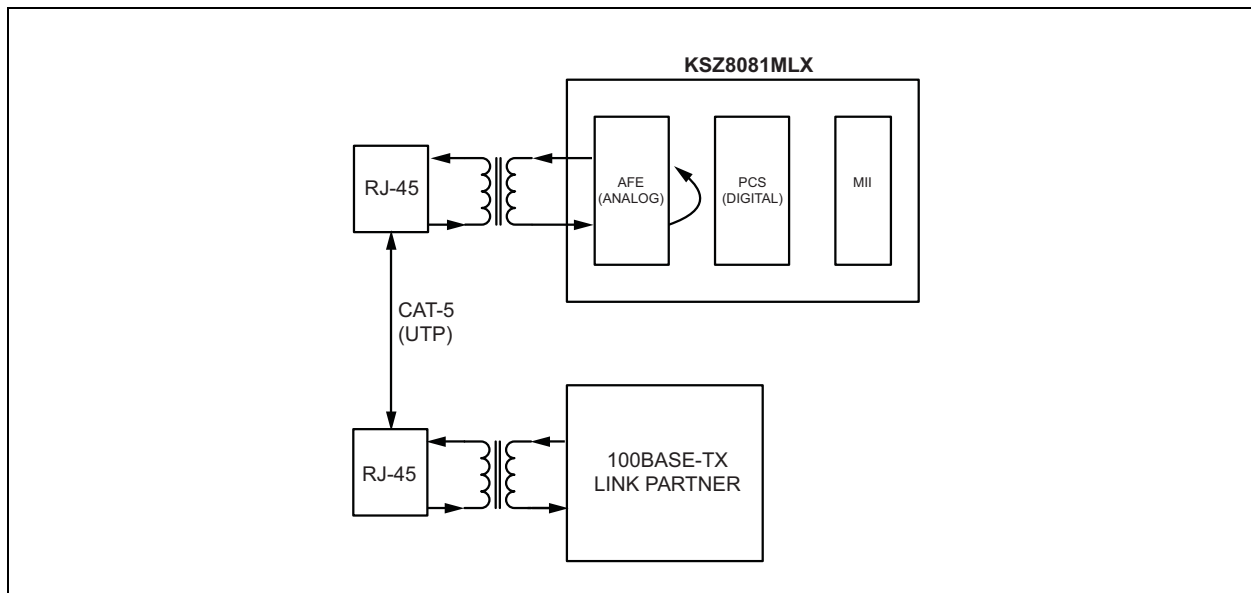 KSZ8081MLX
RJ-45
AFE
(ANALOG)
PCS
(DIGITAL)
MII
CAT-5
(UTP)
RJ-45
100BASE-TX
LINK PARTNER